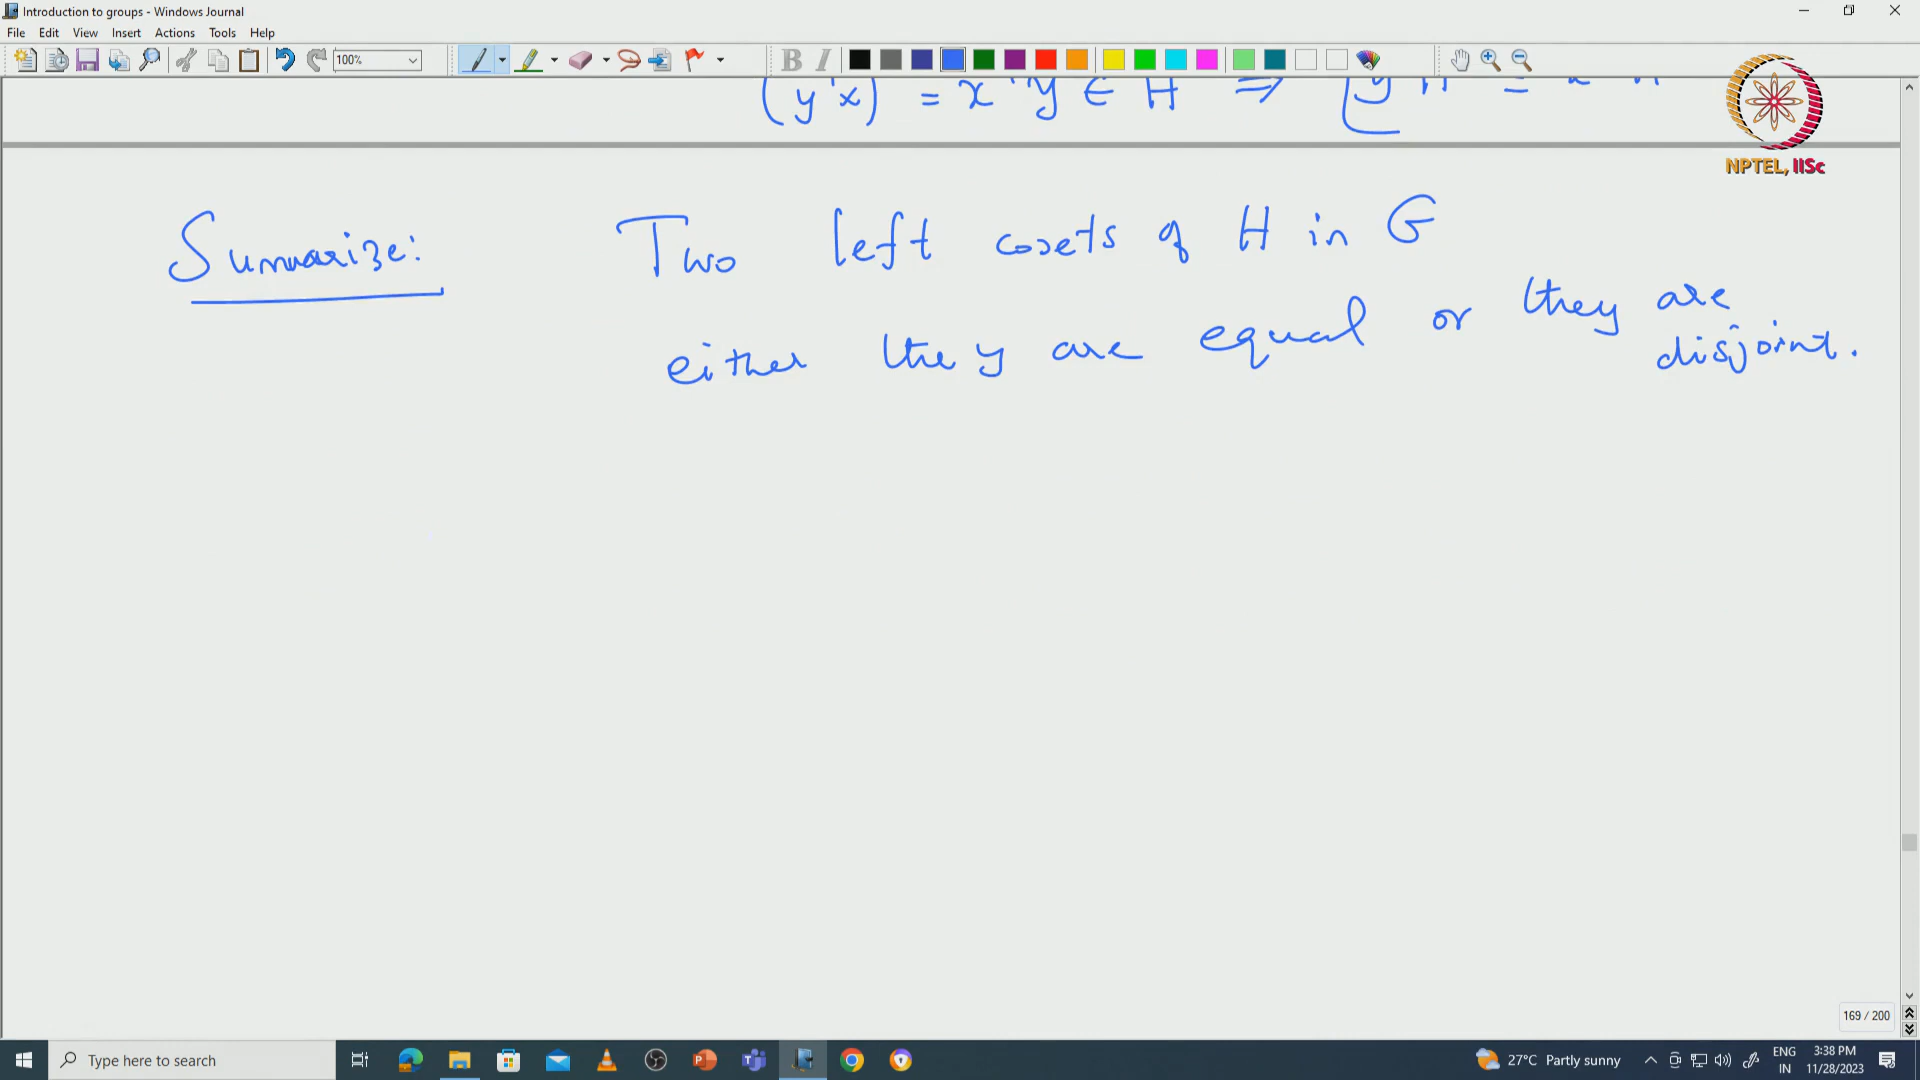 Introduction to groups - Windows Journal
File Edit View Insert Actions Tools Help
100%
B I
NPTEL, IISc
(y⁻¹x) = x⁻¹y ∈ H ⇒
Summarize: Two left cosets of H in G
either they are equal or they are
disjoint.
169 / 200
Type here to search
27°C Partly sunny
ENG
IN
3:38 PM
11/28/2023